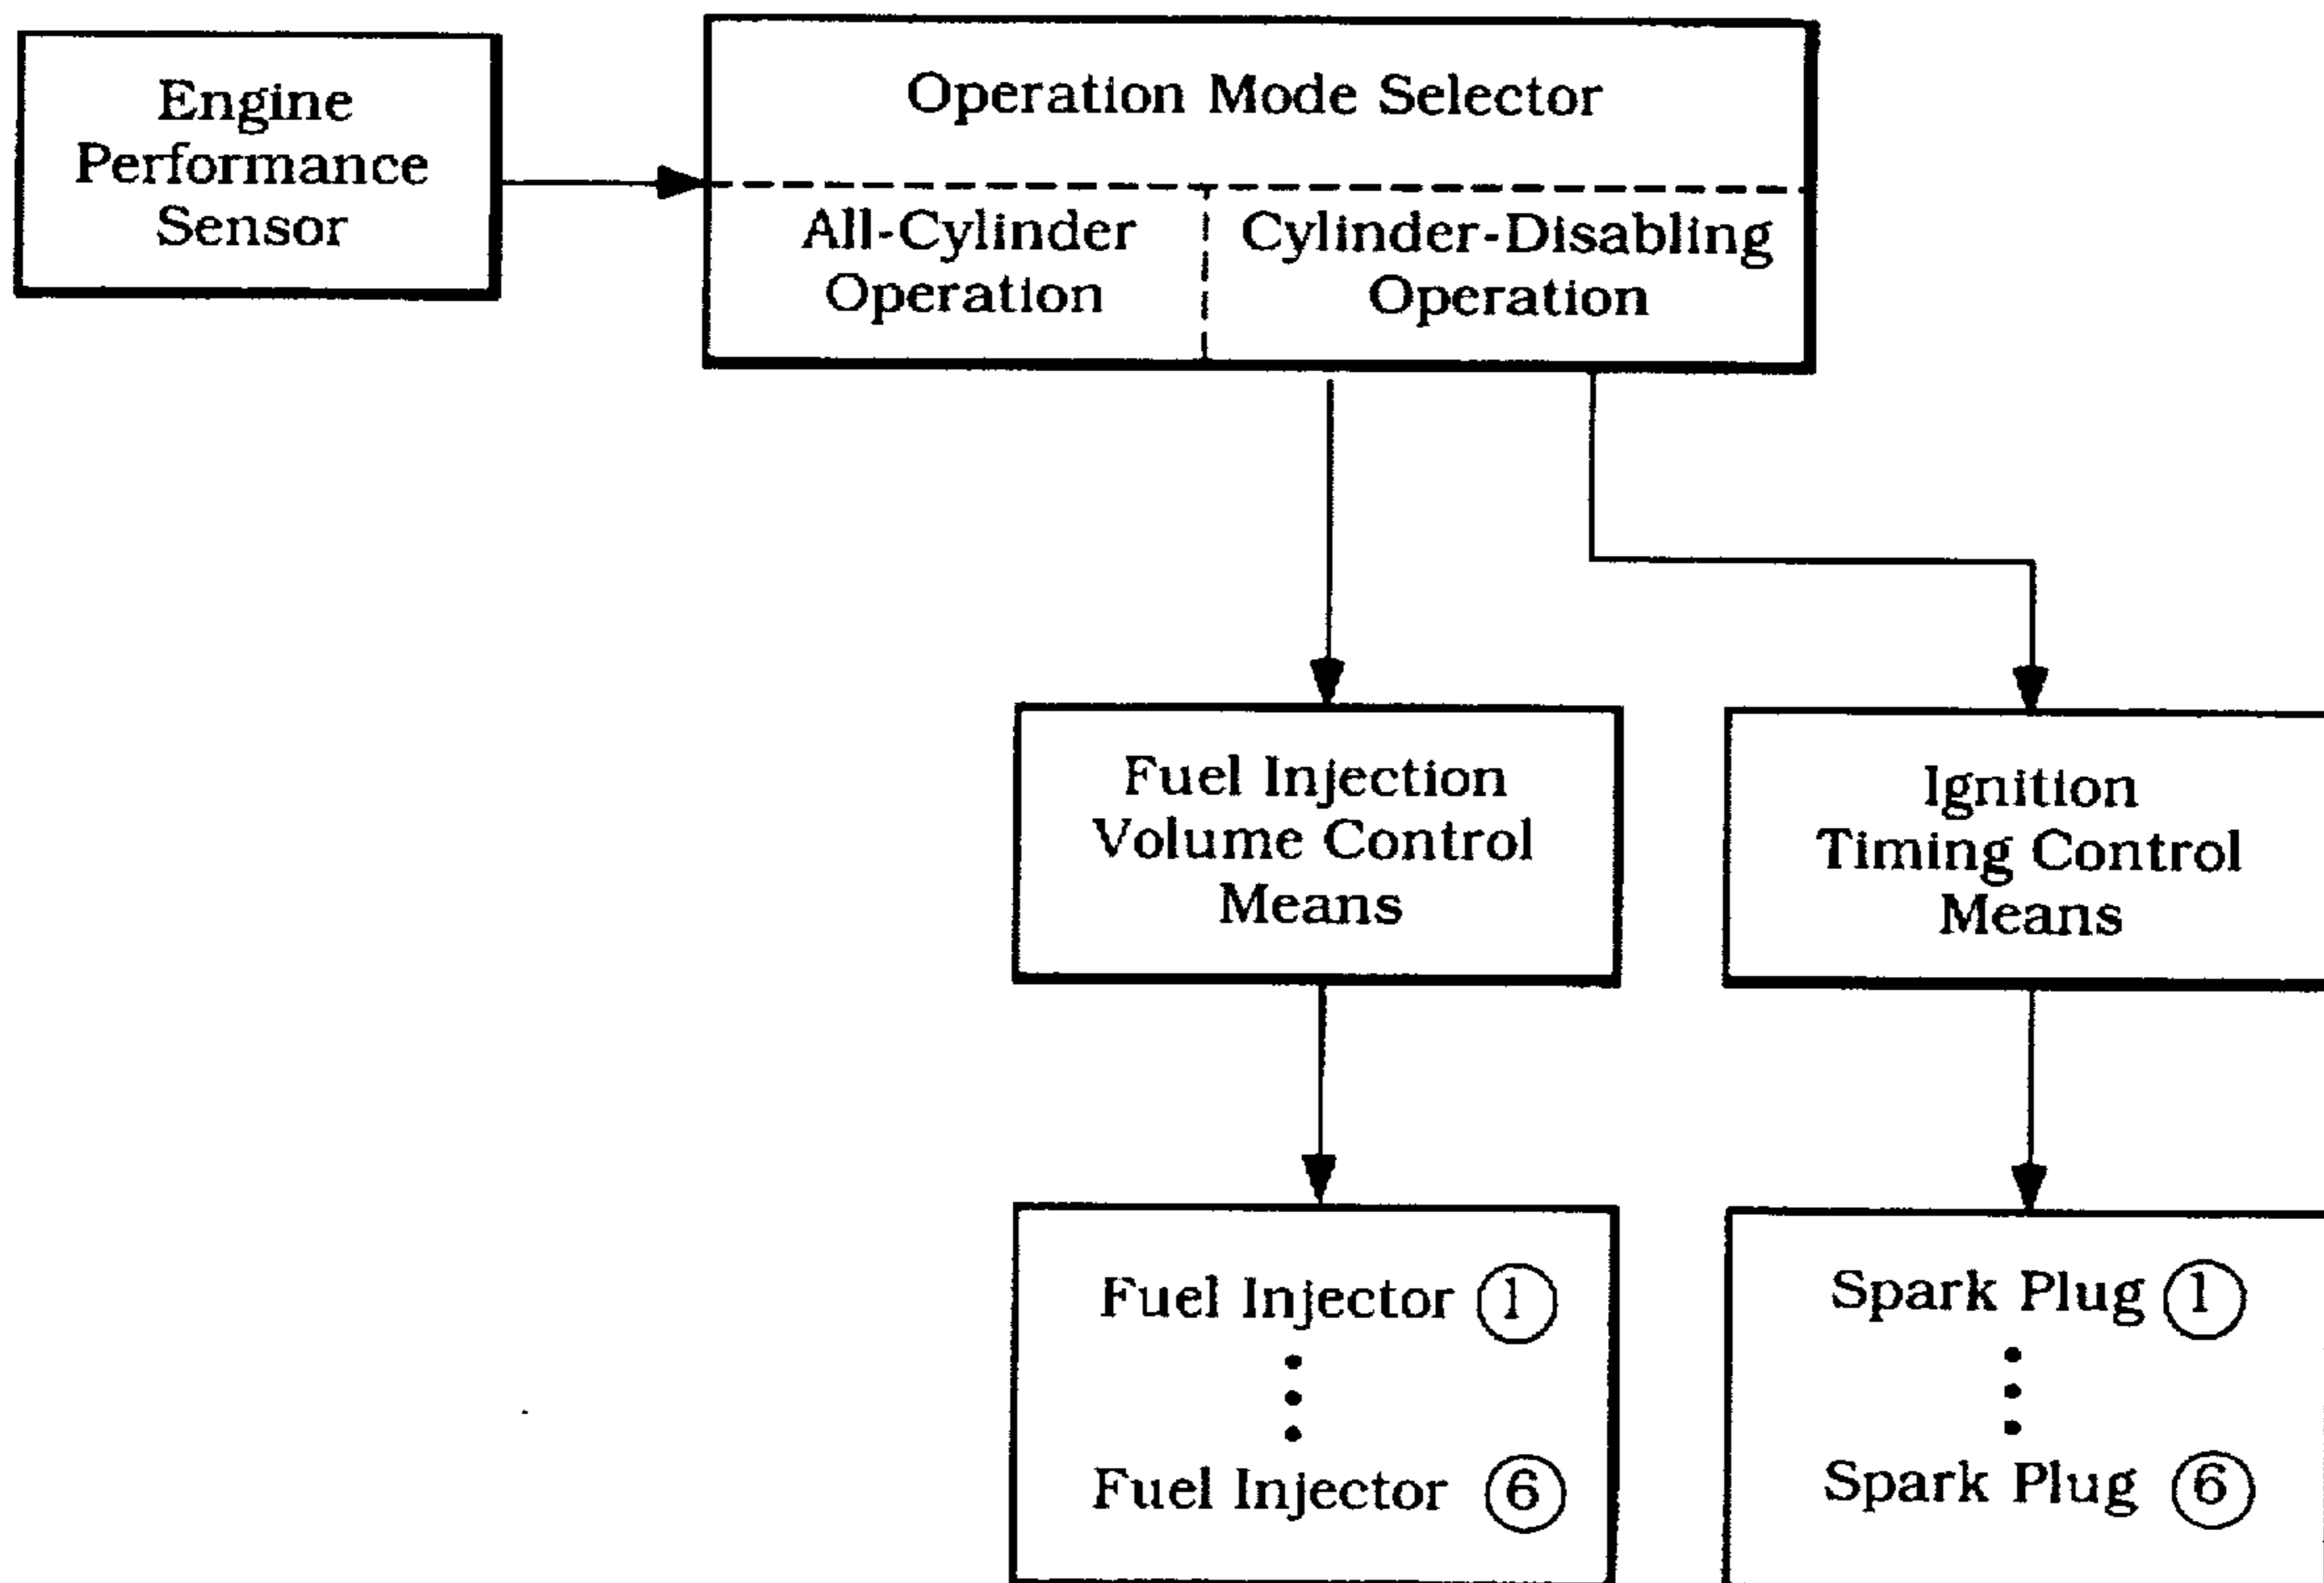 Engine
Performance
Sensor
Operation Mode Selector
All-Cylinder
Operation
Cylinder-Disabling
Operation
Fuel Injection
Volume Control
Means
Ignition
Timing Control
Means
Fuel Injector ①
Fuel Injector ⑥
Spark Plug ①
Spark Plug ⑥